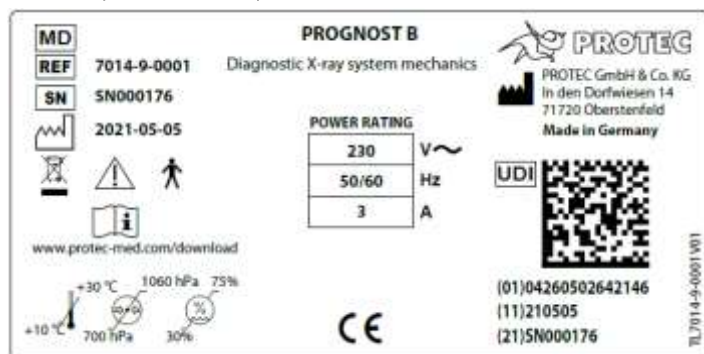 MD
REF 7014-9-0001
SN SN000176
2021-05-05
www.protec-med.com/download
+30 °C
+10 °C
1060 hPa
700 hPa
75%
%
30%
PROGNOST B
Diagnostic X-ray system mechanics
POWER RATING
230 V~
50/60 Hz
3 A
CE
PROTEC
PROTEC GmbH & Co. KG
In den Dorfwiesen 14
71720 Oberstenfeld
Made in Germany
UDI
(01)04260502642146
(11)210505
(21)SN000176
TL7014-9-0001 V01